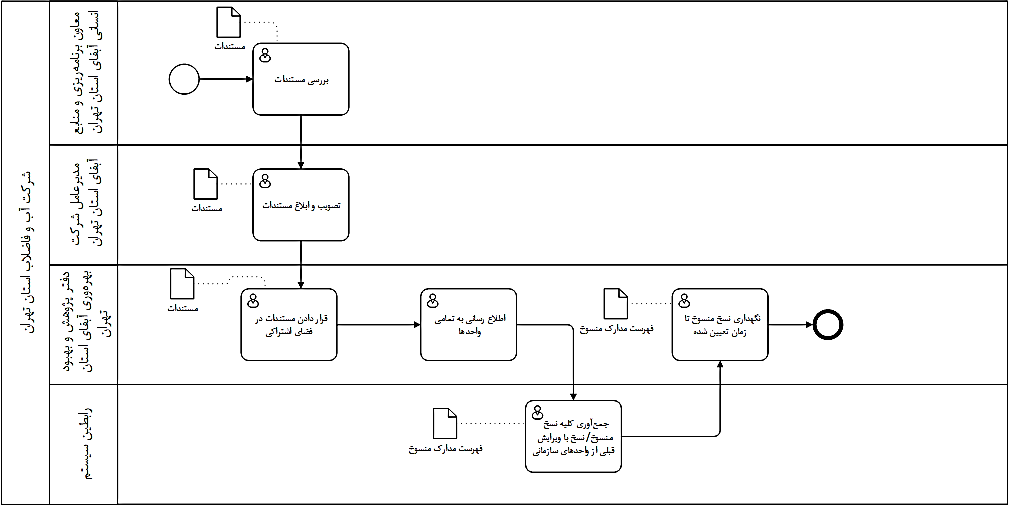 شرکت آب و فاضلاب استان تهران
معاون برنامه‌ریزی و منابع
انسانی آبفای استان تهران
مستندات
بررسی مستندات
مدیرعامل شرکت
آبفای استان تهران
مستندات
تصویب و ابلاغ مستندات
دفتر پژوهش و بهبود
بهره‌وری آبفای استان
تهران
مستندات
قرار دادن مستندات در
فضای اشتراکی
اطلاع رسانی به تمامی
واحدها
فهرست مدارک منسوخ
نگهداری نسخ منسوخ تا
زمان تعیین شده
رابطین سیستم
فهرست مدارک منسوخ
جمع‌آوری کلیه نسخ
منسوخ/نسخ با ویرایش
قبلی از واحدهای سازمانی